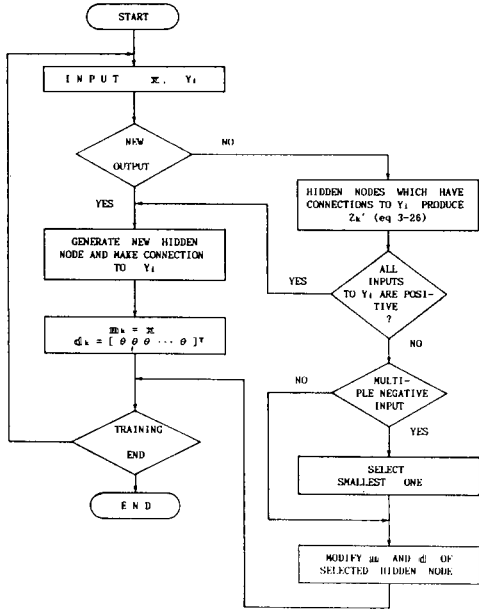 START
INPUT x, Yi
NEW
OUTPUT
NO
YES
HIDDEN NODES WHICH HAVE
CONNECTIONS TO Yi PRODUCE
Zk' (eq 3-26)
GENERATE NEW HIDDEN
NODE AND MAKE CONNECTION
TO Yi
YES
ALL
INPUTS
TO Yi ARE POSI-
TIVE
?
NO
mk = x
dk = [ θ, θ θ ··· θ ]T
NO
MULTI-
PLE NEGATIVE
INPUT
YES
TRAINING
END
SELECT
SMALLEST ONE
END
MODIFY m AND d OF
SELECTED HIDDEN NODE